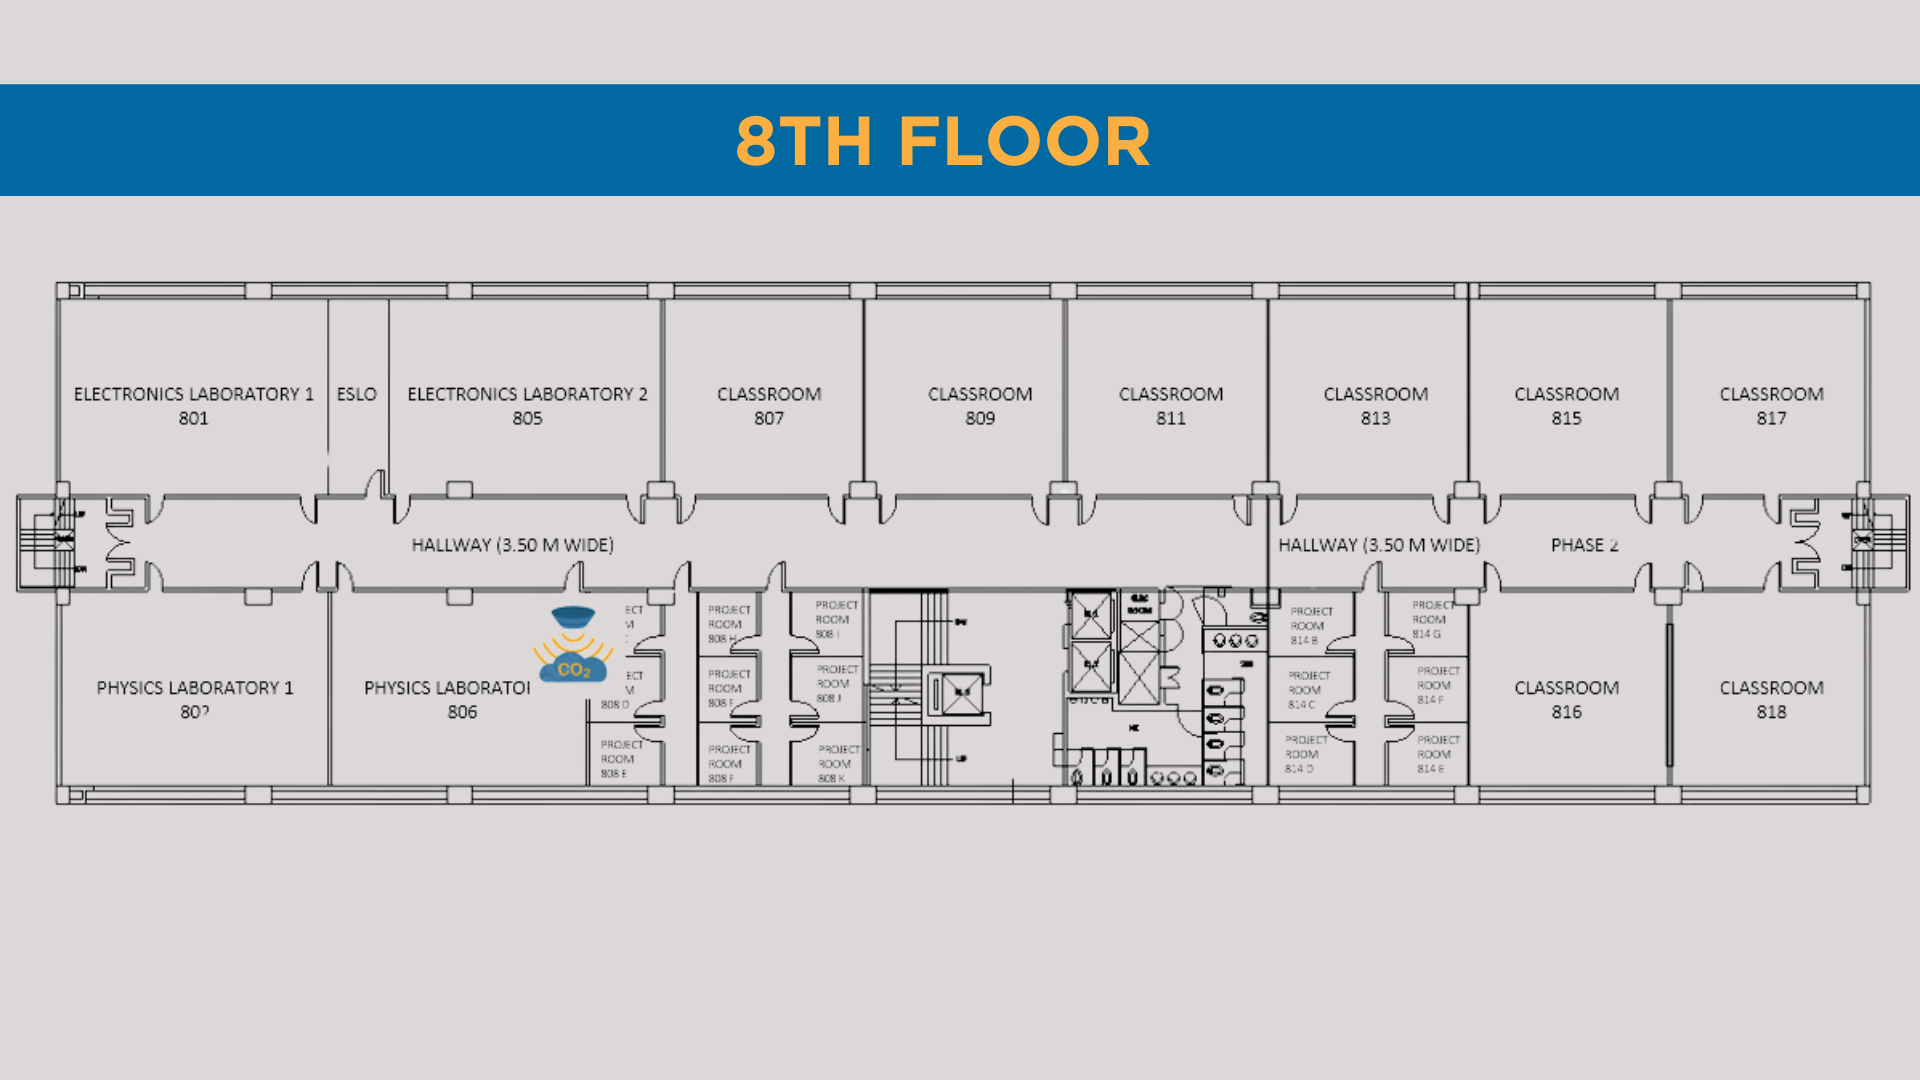 8TH FLOOR
ELECTRONICS LABORATORY 1
801
ESLO
ELECTRONICS LABORATORY 2
805
CLASSROOM
807
CLASSROOM
809
CLASSROOM
811
CLASSROOM
813
CLASSROOM
815
CLASSROOM
817
HALLWAY (3.50 M WIDE)
HALLWAY (3.50 M WIDE)
PHASE 2
PHYSICS LABORATORY 1
PHYSICS LABORATO
806
CO2
ECT
M
ECT
M
808 D
PROJECT
ROOM
808 E
PROJECT
ROOM
808 H
PROJECT
ROOM
808 F
PROJECT
ROOM
808 F
PROJECT
ROOM
808 I
PROJECT
ROOM
808 J
PROJECT
ROOM
808 K
ELEC
ROOM
PROJECT
ROOM
814 B
PROJECT
ROOM
814 C
PROJECT
ROOM
814 D
PROJECT
ROOM
814 G
PROJECT
ROOM
814 F
PROJECT
ROOM
814 E
CLASSROOM
816
CLASSROOM
818